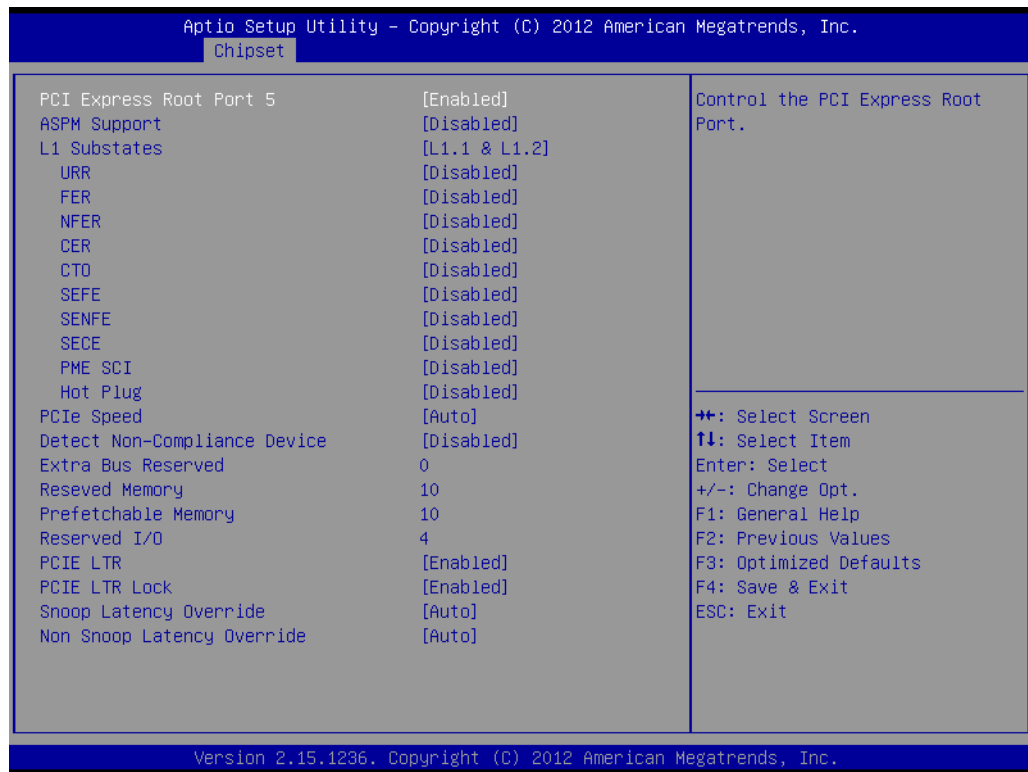 Aptio Setup Utility – Copyright (C) 2012 American Megatrends, Inc.
Chipset
PCI Express Root Port 5 [Enabled]
ASPM Support [Disabled]
L1 Substates [L1.1 & L1.2]
URR [Disabled]
FER [Disabled]
NFER [Disabled]
CER [Disabled]
CTO [Disabled]
SEFE [Disabled]
SENFE [Disabled]
SECE [Disabled]
PME SCI [Disabled]
Hot Plug [Disabled]
PCIe Speed [Auto]
Detect Non-Compliance Device [Disabled]
Extra Bus Reserved 0
Reseved Memory 10
Prefetchable Memory 10
Reserved I/O 4
PCIE LTR [Enabled]
PCIE LTR Lock [Enabled]
Snoop Latency Override [Auto]
Non Snoop Latency Override [Auto]
Control the PCI Express Root
Port.
→←: Select Screen
↑↓: Select Item
Enter: Select
+/-: Change Opt.
F1: General Help
F2: Previous Values
F3: Optimized Defaults
F4: Save & Exit
ESC: Exit
Version 2.15.1236. Copyright (C) 2012 American Megatrends, Inc.